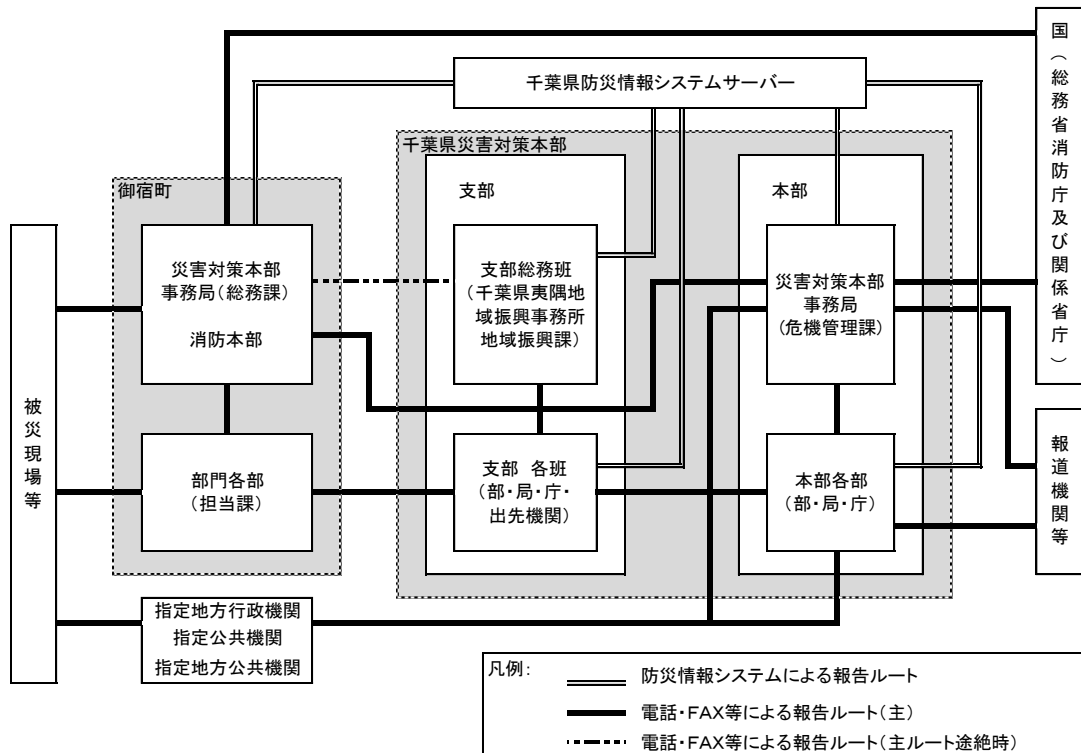 千葉県防災情報システムサーバー
国（総務省消防庁及び関係省庁）
千葉県災害対策本部
御宿町
支部
本部
災害対策本部
事務局(総務課)
消防本部
支部総務班
(千葉県夷隅地
域振興事務所
地域振興課)
災害対策本部
事務局
(危機管理課)
被災現場等
部門各部
(担当課)
支部 各班
(部・局・庁・
出先機関)
本部各部
(部・局・庁)
報道機関等
指定地方行政機関
指定公共機関
指定地方公共機関
凡例:
防災情報システムによる報告ルート
電話・FAX等による報告ルート(主)
電話・FAX等による報告ルート(主ルート途絶時)